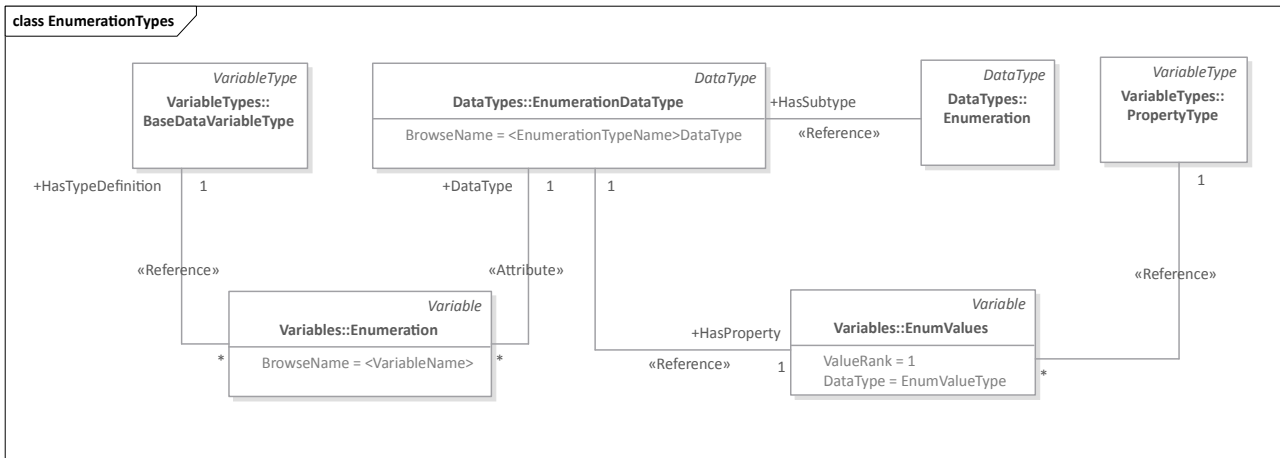 class EnumerationTypes
VariableType
VariableTypes::
BaseDataVariableType
DataType
DataTypes::EnumerationDataType
BrowseName = <EnumerationTypeName>DataType
+HasSubtype
«Reference»
DataType
DataTypes::
Enumeration
VariableType
VariableTypes::
PropertyType
+HasTypeDefinition
1
+DataType
1
1
1
«Reference»
«Attribute»
«Reference»
Variable
Variables::Enumeration
BrowseName = <VariableName>
*
*
+HasProperty
«Reference»
1
Variable
Variables::EnumValues
ValueRank = 1
DataType = EnumValueType
*